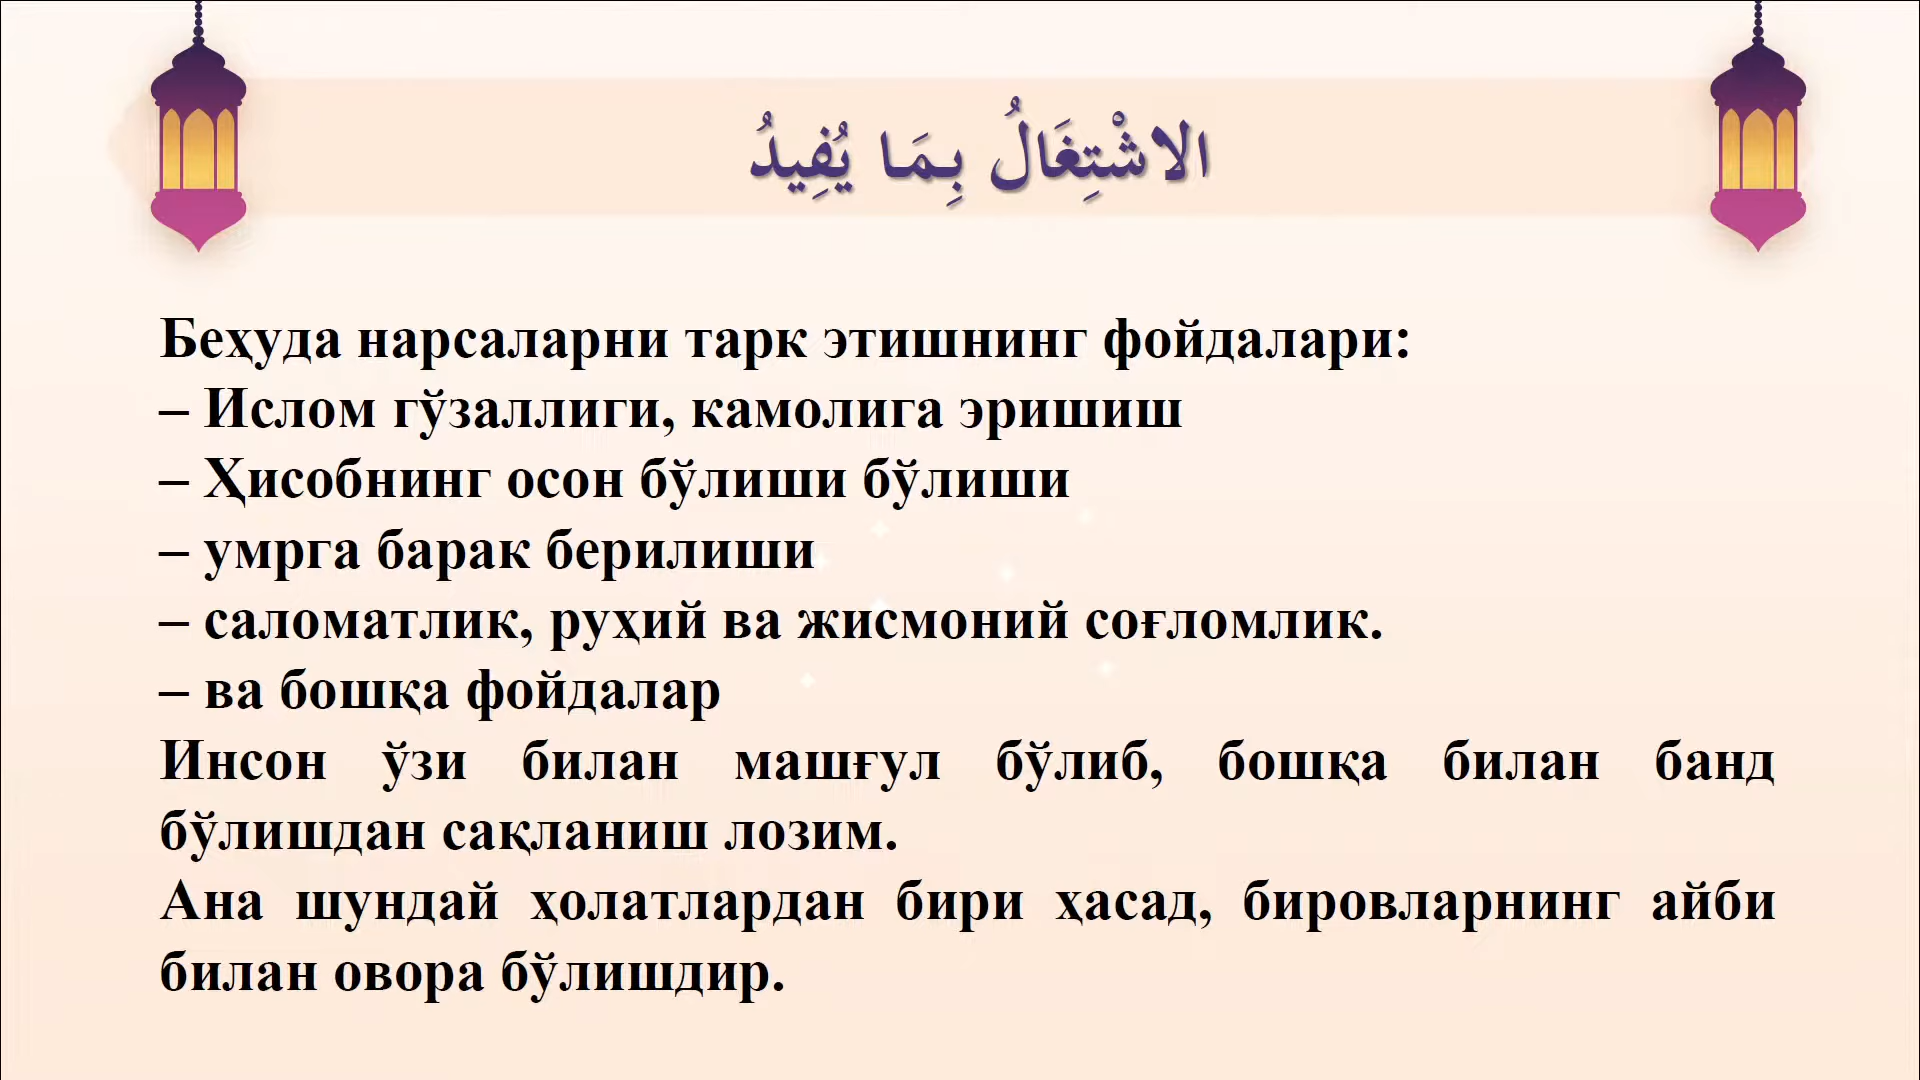 الاشْتِغَالُ بِمَا يُفِيدُ
Беҳуда нарсаларни тарк этишнинг фойдалари:
– Ислом гўзаллиги, камолига эришиш
– Ҳисобнинг осон бўлиши бўлиши
– умрга барак берилиши
– саломатлик, руҳий ва жисмоний соғломлик.
– ва бошқа фойдалар
Инсон ўзи билан машғул бўлиб, бошқа билан банд
бўлишдан сақланиш лозим.
Ана шундай ҳолатлардан бири ҳасад, бировларнинг айби
билан овора бўлишдир.